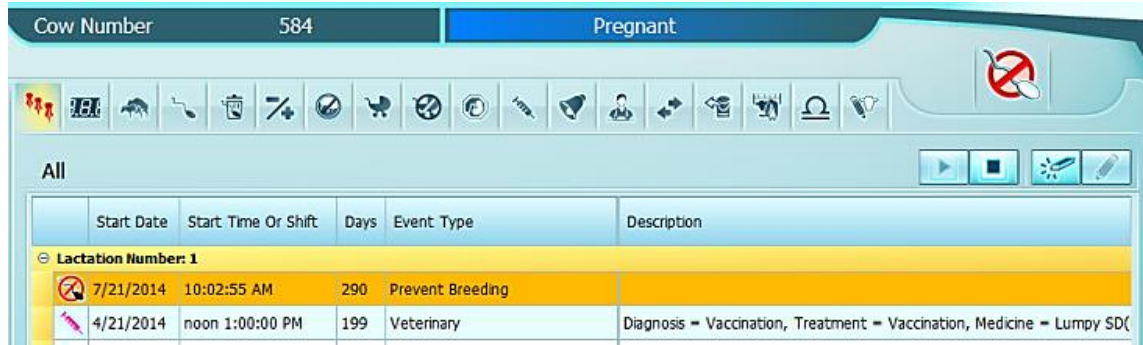 Cow Number 584 Pregnant
All
Start Date Start Time Or Shift Days Event Type Description
Lactation Number: 1
7/21/2014 10:02:55 AM 290 Prevent Breeding
4/21/2014 noon 1:00:00 PM 199 Veterinary Diagnosis = Vaccination, Treatment = Vaccination, Medicine = Lumpy SD(